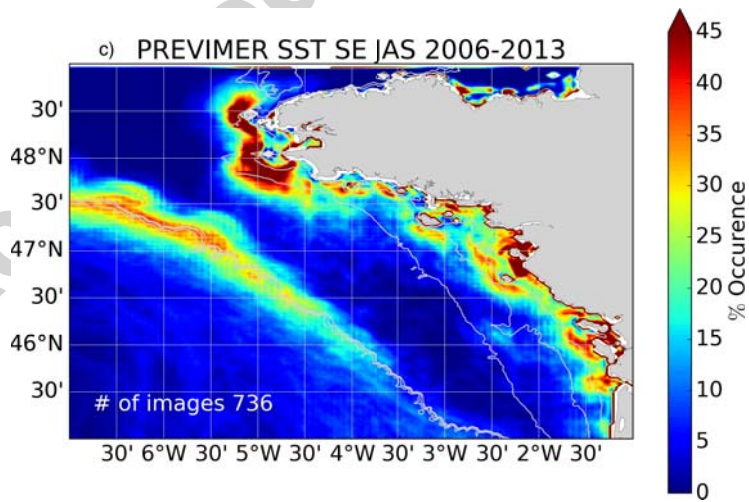 c) PREVIMER SST SE JAS 2006-2013
30'
48°N
30'
47°N
30'
46°N
30'
# of images 736
30' 6°W 30' 5°W 30' 4°W 30' 3°W 30' 2°W 30'
45
40
35
30
25
20
15
10
5
0
% Occurence